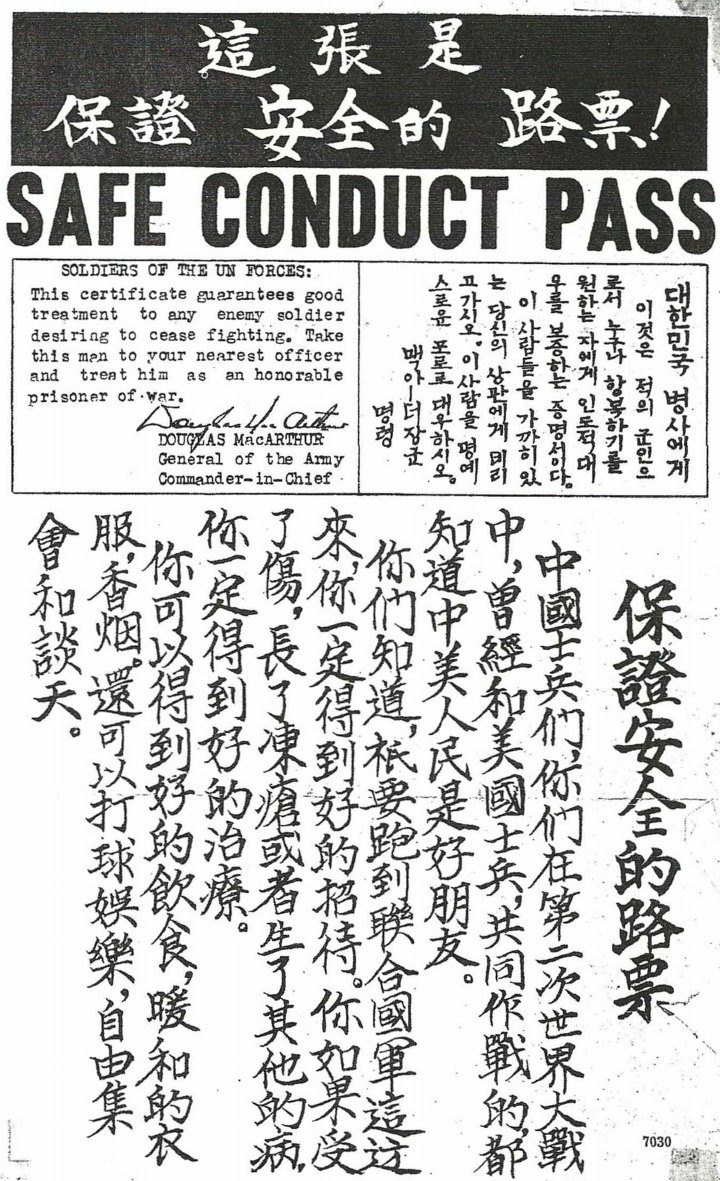 這張是
保證 安全的 路票！
SAFE CONDUCT PASS
SOLDIERS OF THE UN FORCES:
This certificate guarantees good
treatment to any enemy soldier
desiring to cease fighting. Take
this man to your nearest officer
and treat him as an honorable
prisoner of war.
Douglas MacArthur
DOUGLAS MacARTHUR
General of the Army
Commander-in-Chief
대한민국 병사에게
이것은 적의 군인으
로서 누구나 항복하기를
원하는 자에게 인도적 대
우를 보증하는 증명서이다.
이 사람들을 가까히 있
는 당신의 상관에게 데리
고 가시오. 이 사람을 명예
스로운 포로로 대우하시오.
맥아-더 장군
명령
保證安全的路票
中國士兵们，你们在第二次世界大戰
中，曾經和美國士兵，共同作戰的，都
知道中美人民是好朋友。
你们知道，祇要跑到聯合國軍這边
來，你一定得到好的招待。你如果受
了傷，長了凍瘡或者生了其他的病，
你一定得到好的治療。
你可以得到好的飲食，暖和的衣
服，香烟。還可以打球娛樂，自由集
會和談天。
7030